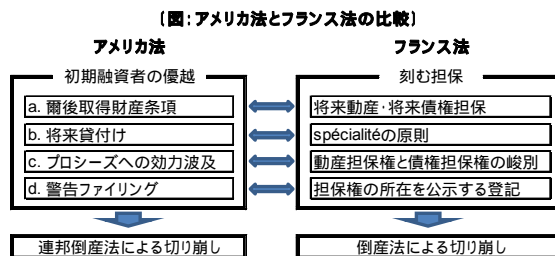 〔図：アメリカ法とフランス法の比較〕
アメリカ法
フランス法
初期融資者の優越
刻む担保
a. 爾後取得財産条項
将来動産・将来債権担保
b. 将来貸付け
spécialitéの原則
c. プロシーズへの効力波及
動産担保権と債権担保権の峻別
d. 警告ファイリング
担保権の所在を公示する登記
連邦倒産法による切り崩し
倒産法による切り崩し